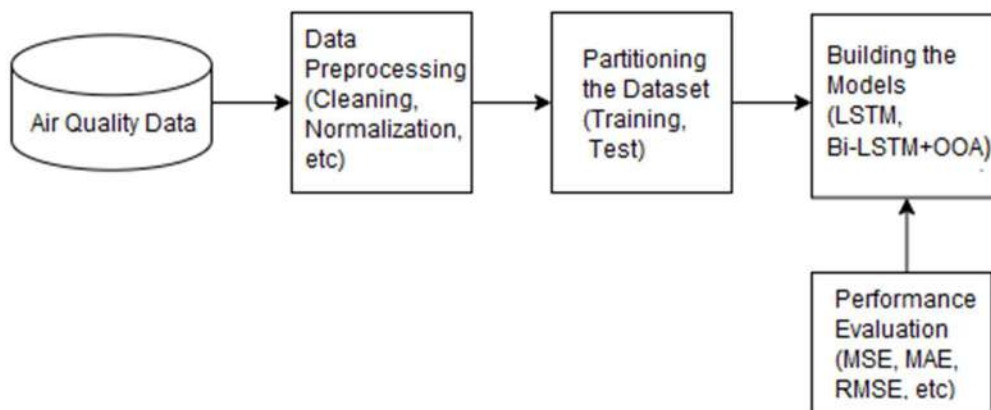 Air Quality Data
Data
Preprocessing
(Cleaning,
Normalization,
etc)
Partitioning
the Dataset
(Training,
Test)
Building the
Models
(LSTM,
Bi-LSTM+OOA)
Performance
Evaluation
(MSE, MAE,
RMSE, etc)